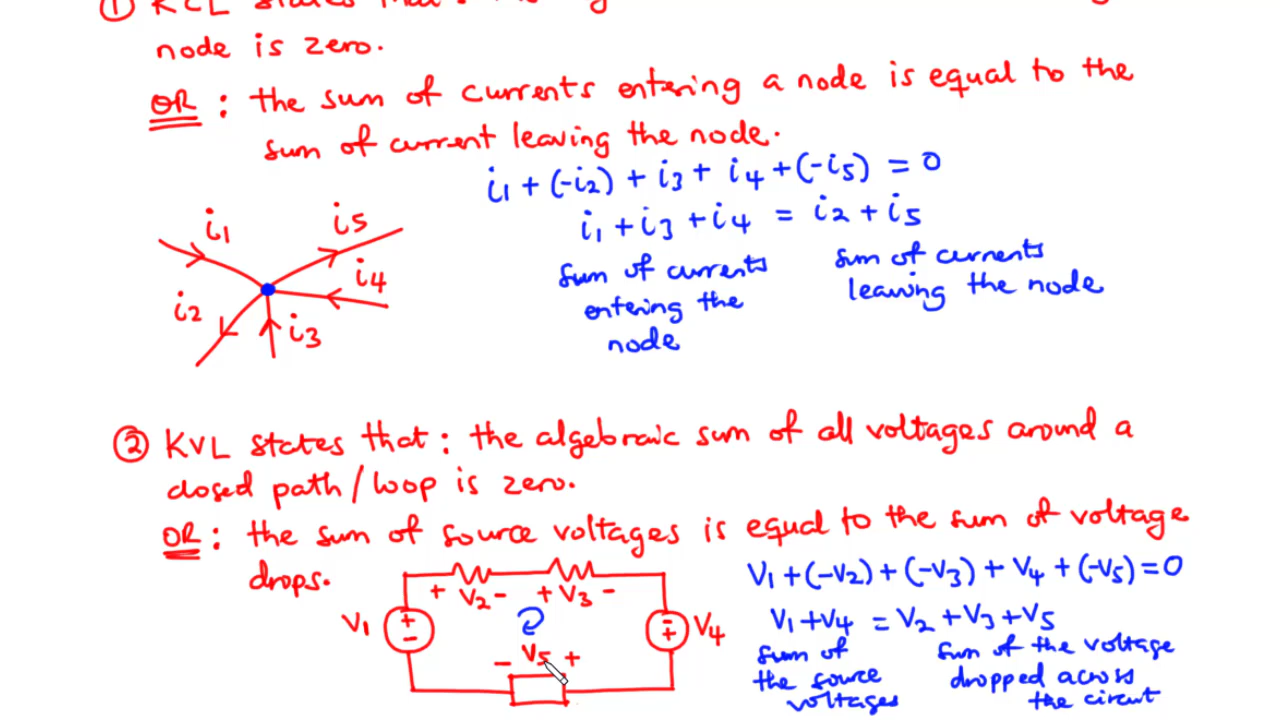 ① KCL states that :
node is zero.
OR : the sum of currents entering a node is equal to the
sum of current leaving the node.
i1 + (-i2) + i3 + i4 + (-i5) = 0
i1 + i3 + i4 = i2 + i5
sum of currents entering the node
sum of currents leaving the node
i1
i5
i4
i2
i3
② KVL states that : the algebraic sum of all voltages around a
closed path/loop is zero.
OR : the sum of source voltages is equal to the sum of voltage
drops.
V1 + (-V2) + (-V3) + V4 + (-V5) = 0
V1 + V4 = V2 + V3 + V5
sum of the source voltages
sum of the voltage dropped across the circuit
+ V2 - + V3 -
V1 + -
- + V4
- V5 +